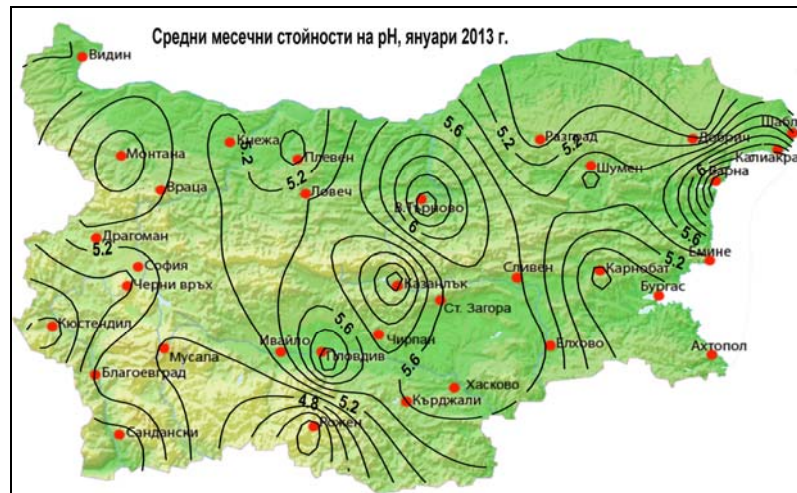 Средни месечни стойности на рН, януари 2013 г.
Видин
5.6
Кнежа
5.2
Разград
Добрич
Шабл
Монтана
Плевен
5.2
5.2
Шумен
Калиакра
Враца
5.2
Ловеч
В.Търново
6
6
Варна
Драгоман
5.2
5.6
Емине
София
Сливен
Карнобат
5.2
Черни връх
Казанлък
Бургас
Ст. Загора
Кюстендил
5.6
Чирпан
Мусала
Ивайло
Пловдив
Елхово
Ахтопол
Благоевград
5.6
Хасково
4.8
5.2
Кърджали
Рожен
Сандански